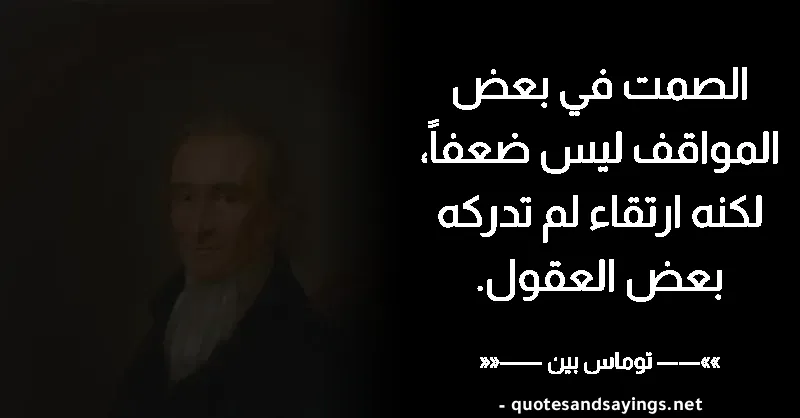 الصمت في بعض
المواقف ليس ضعفاً،
لكنه ارتقاء لم تدركه
بعض العقول.
»»—— توماس بين ——««
- quotesandsayings.net